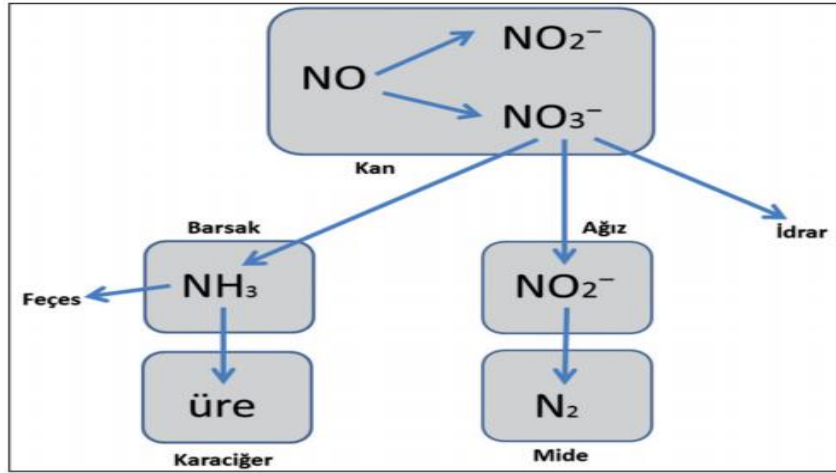 NO₂⁻
NO
NO₃⁻
Kan
Barsak
Ağız
İdrar
NH₃
NO₂⁻
Feçes
üre
N₂
Karaciğer
Mide